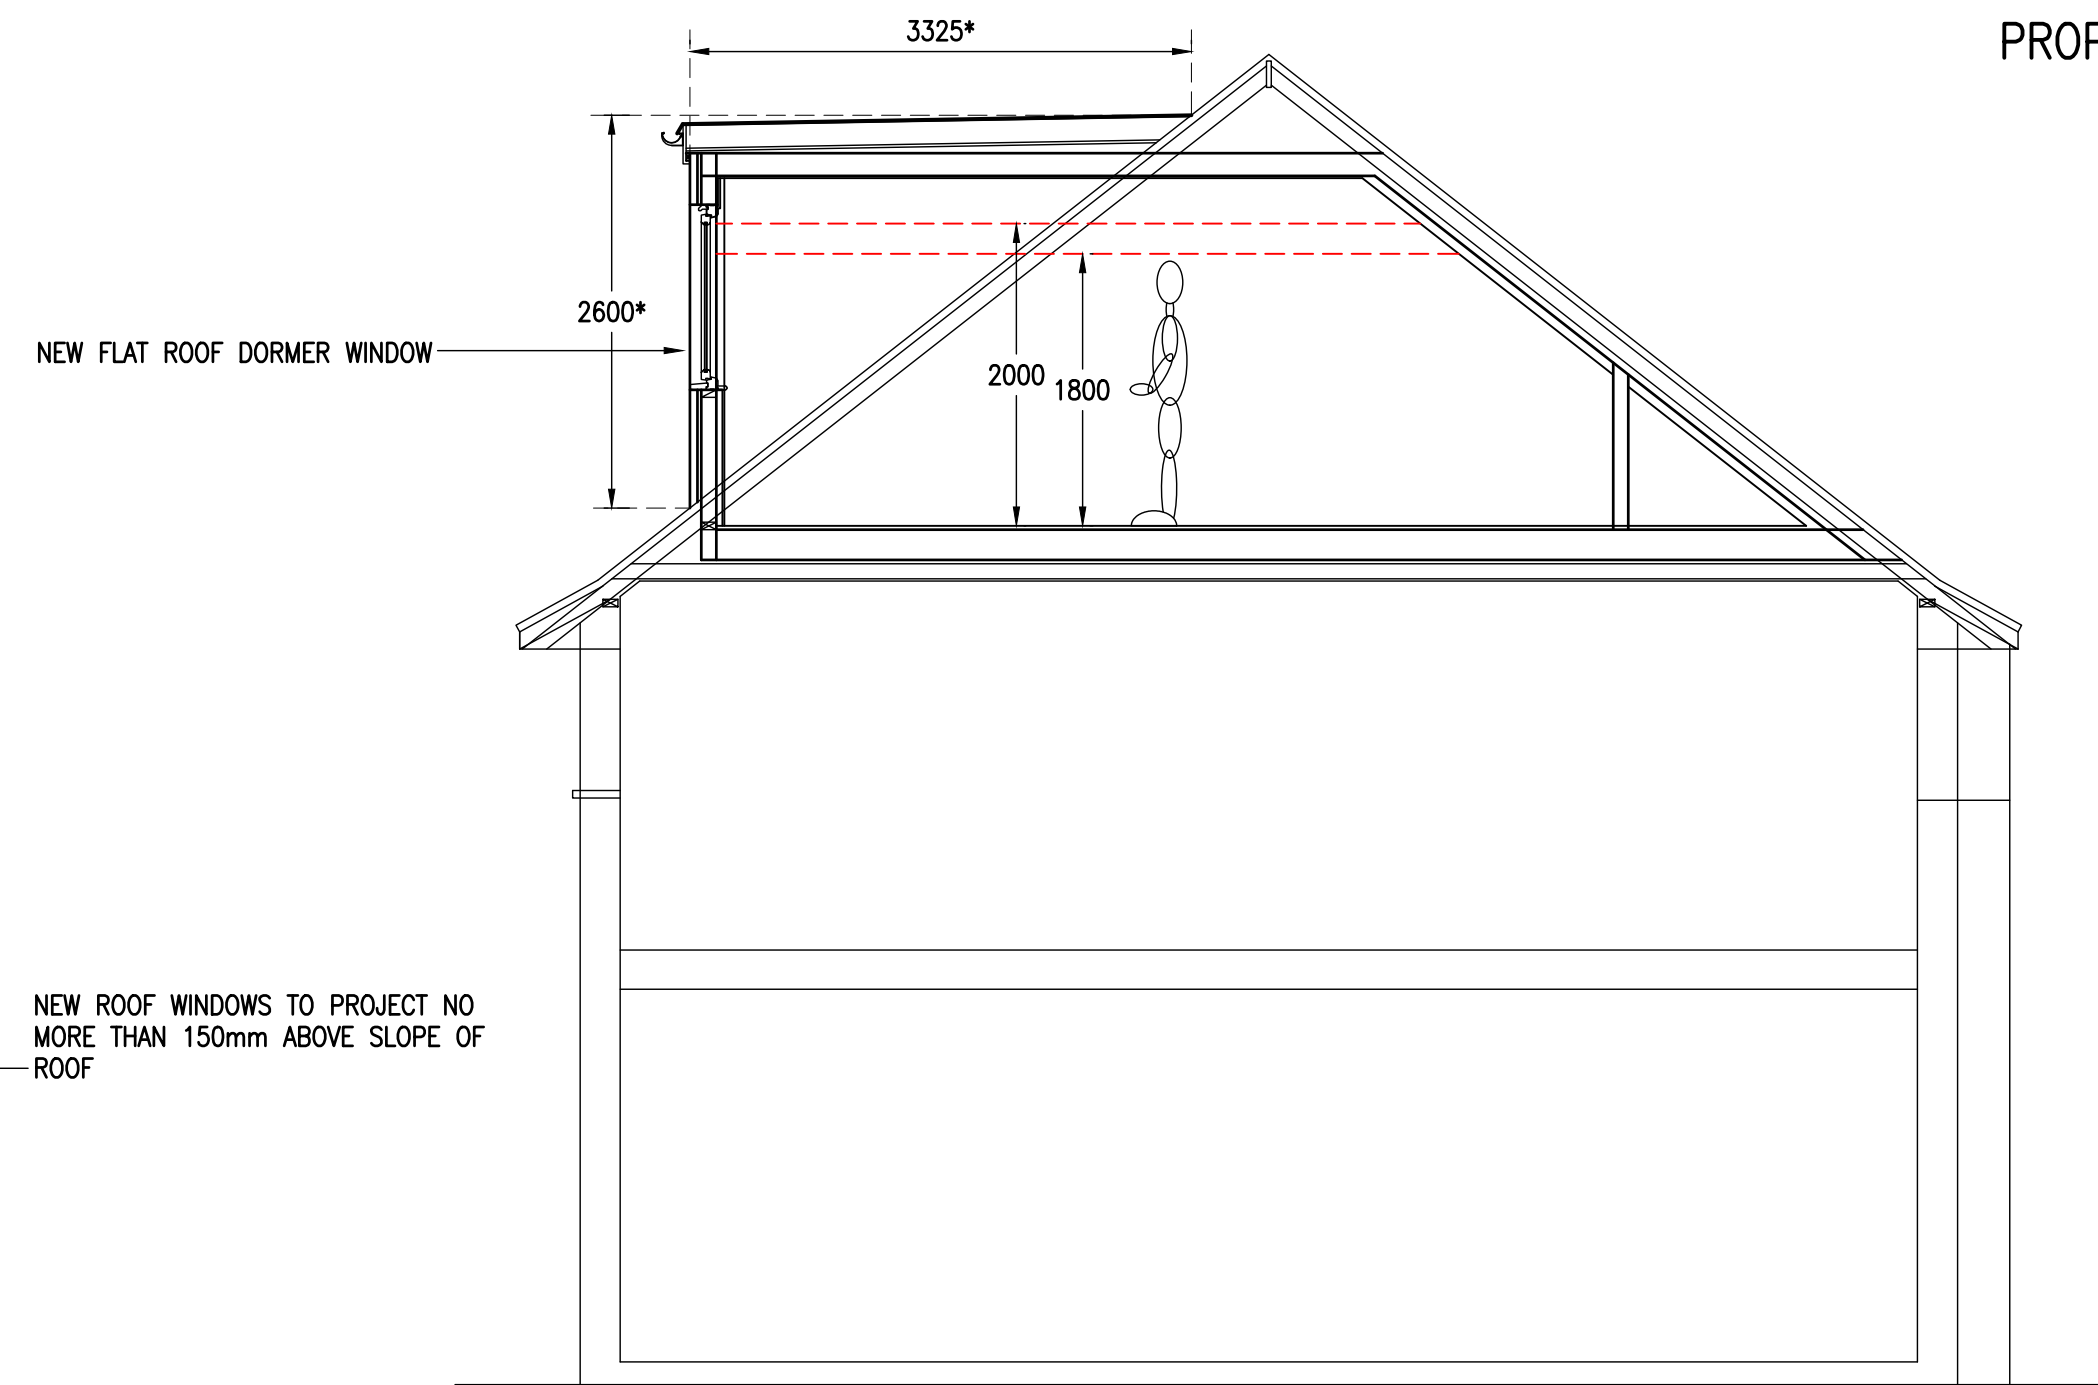 3325*
PROP
2600*
NEW FLAT ROOF DORMER WINDOW
2000
1800
NEW ROOF WINDOWS TO PROJECT NO
MORE THAN 150mm ABOVE SLOPE OF
ROOF